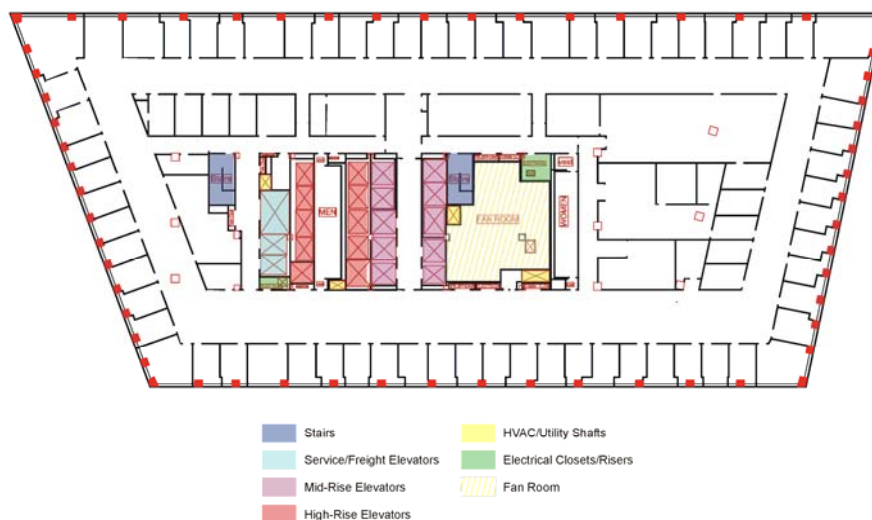 MEN
FAN ROOM
WOMEN
Stairs
Service/Freight Elevators
Mid-Rise Elevators
High-Rise Elevators
HVAC/Utility Shafts
Electrical Closets/Risers
Fan Room